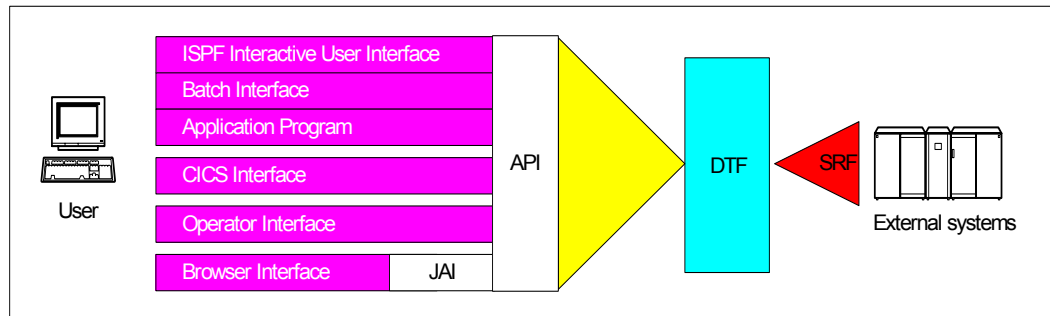 ISPF Interactive User Interface
Batch Interface
Application Program
CICS Interface
Operator Interface
Browser Interface
JAI
API
DTF
SRF
User
External systems